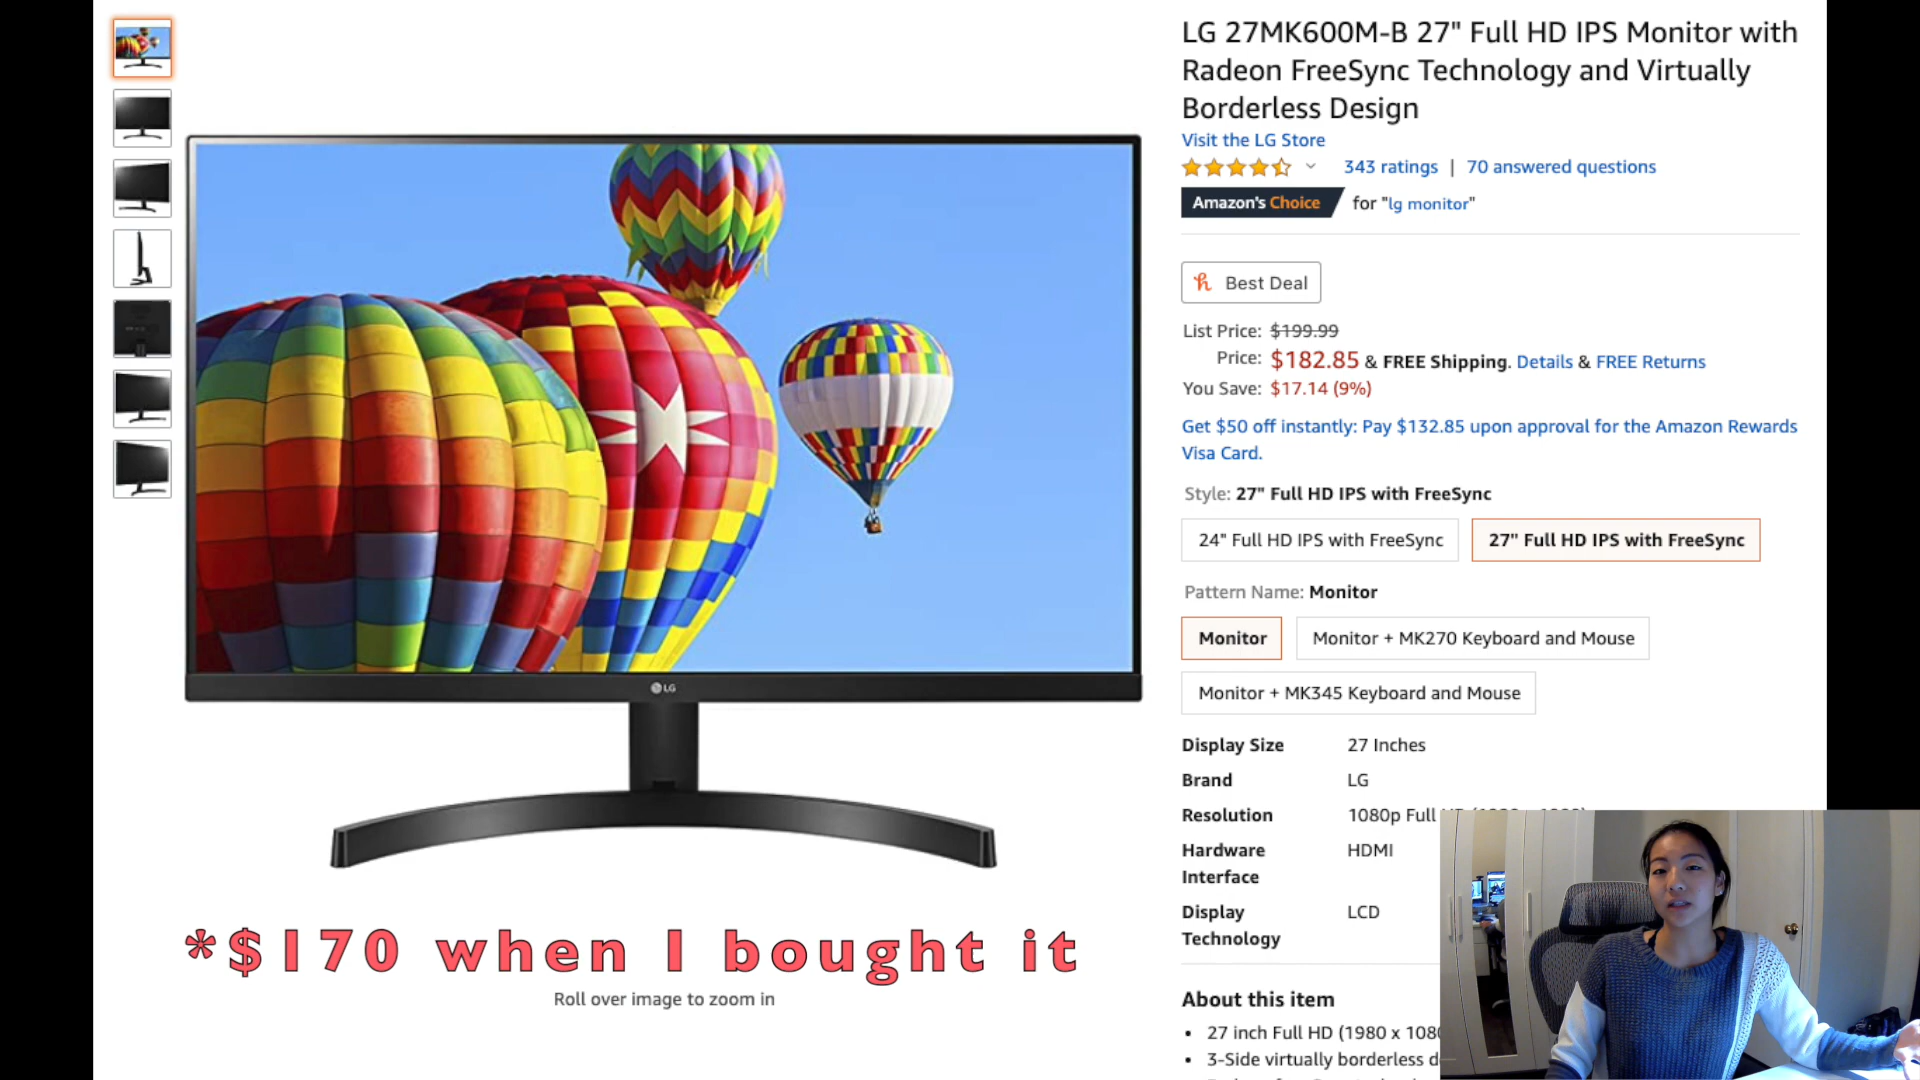 LG 27MK600M-B 27" Full HD IPS Monitor with
Radeon FreeSync Technology and Virtually
Borderless Design
Visit the LG Store
343 ratings | 70 answered questions
Amazon's Choice for "lg monitor"
Best Deal
List Price: $199.99
Price: $182.85 & FREE Shipping. Details & FREE Returns
You Save: $17.14 (9%)
Get $50 off instantly: Pay $132.85 upon approval for the Amazon Rewards
Visa Card.
Style: 27" Full HD IPS with FreeSync
24" Full HD IPS with FreeSync
27" Full HD IPS with FreeSync
Pattern Name: Monitor
Monitor
Monitor + MK270 Keyboard and Mouse
Monitor + MK345 Keyboard and Mouse
Display Size 27 Inches
Brand LG
Resolution 1080p Full
Hardware HDMI
Interface
Display LCD
Technology
About this item
• 27 inch Full HD (1980 x 1080
• 3-Side virtually borderless
LG
*$170 when I bought it
Roll over image to zoom in